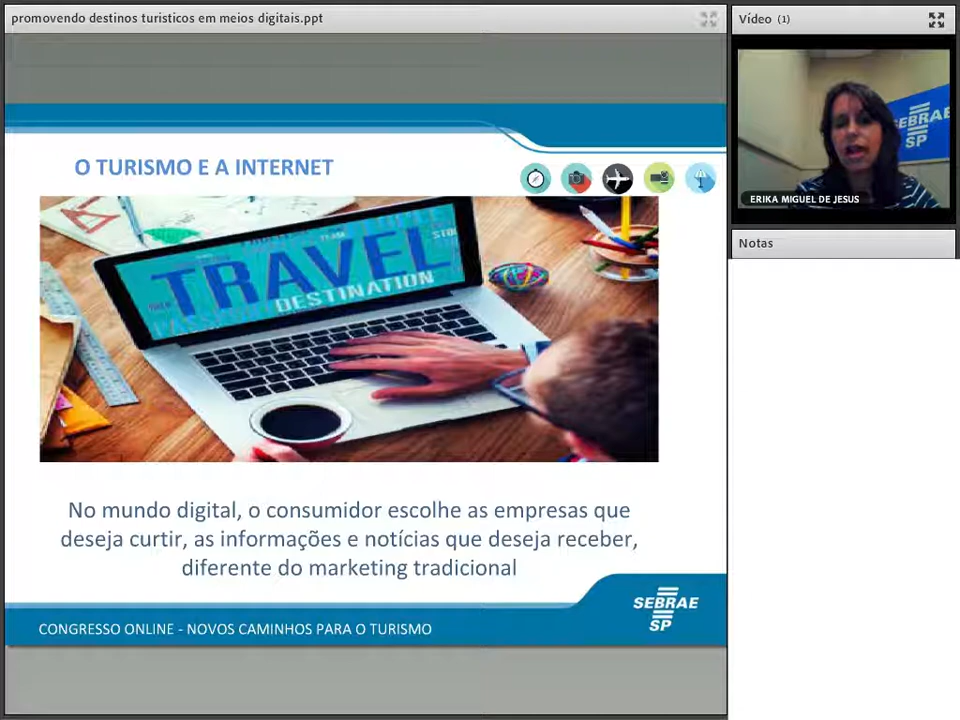 promovendo destinos turisticos em meios digitais.ppt
Vídeo (1)
SEBRAE
SP
ERIKA MIGUEL DE JESUS
Notas
O TURISMO E A INTERNET
TRAVEL
DESTINATION
No mundo digital, o consumidor escolhe as empresas que
deseja curtir, as informações e notícias que deseja receber,
diferente do marketing tradicional
SEBRAE
SP
CONGRESSO ONLINE - NOVOS CAMINHOS PARA O TURISMO